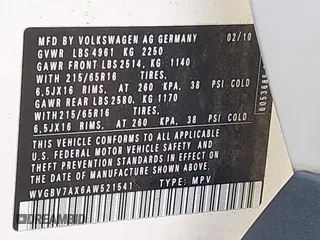 MFD BY VOLKSWAGEN AG GERMANY 02/10
GVWR LBS 4961 KG 2250
GAWR FRONT LBS 2514, KG 1140
WITH 215/65R16 TIRES,
6,5JX16 RIMS, AT 260 KPA, 38 PSI COLD
GAWR REAR LBS 2580, KG 1170
WITH 215/65R16 TIRES,
6,5JX16 RIMS, AT 260 KPA, 38 PSI COLD
THIS VEHICLE CONFORMS TO ALL APPLICABLE
U.S. FEDERAL MOTOR VEHICLE SAFETY AND
THEFT PREVENTION STANDARDS IN EFFECT ON
THE DATE OF MANUFACTURE SHOWN ABOVE.
WVGBV7AX6AW521541 TYPE: MPV
DREAMBID